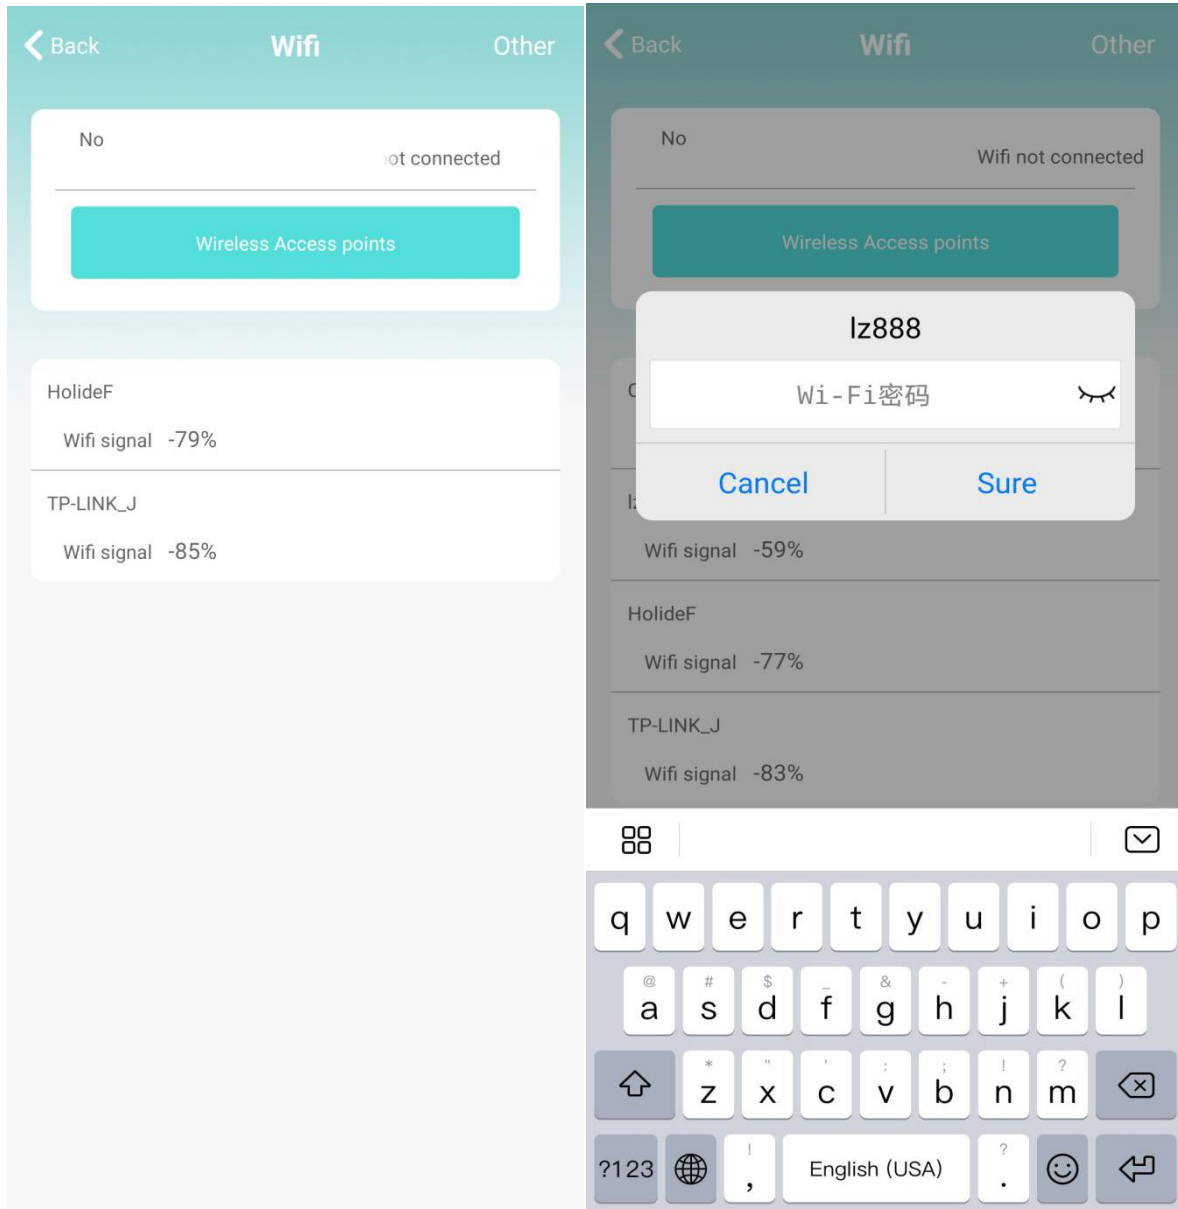 Back Wifi Other
No
ot connected
Wireless Access points
HolideF
Wifi signal -79%
TP-LINK_J
Wifi signal -85%
Back Wifi Other
No
Wifi not connected
Wireless Access points
lz888
Wi-Fi密码
Cancel Sure
Wifi signal -59%
HolideF
Wifi signal -77%
TP-LINK_J
Wifi signal -83%
q w e r t y u i o p
@ # $ _ & - + ( )
a s d f g h j k l
* " ' : ; ! ?
z x c v b n m
! ?
?123 , English (USA) .